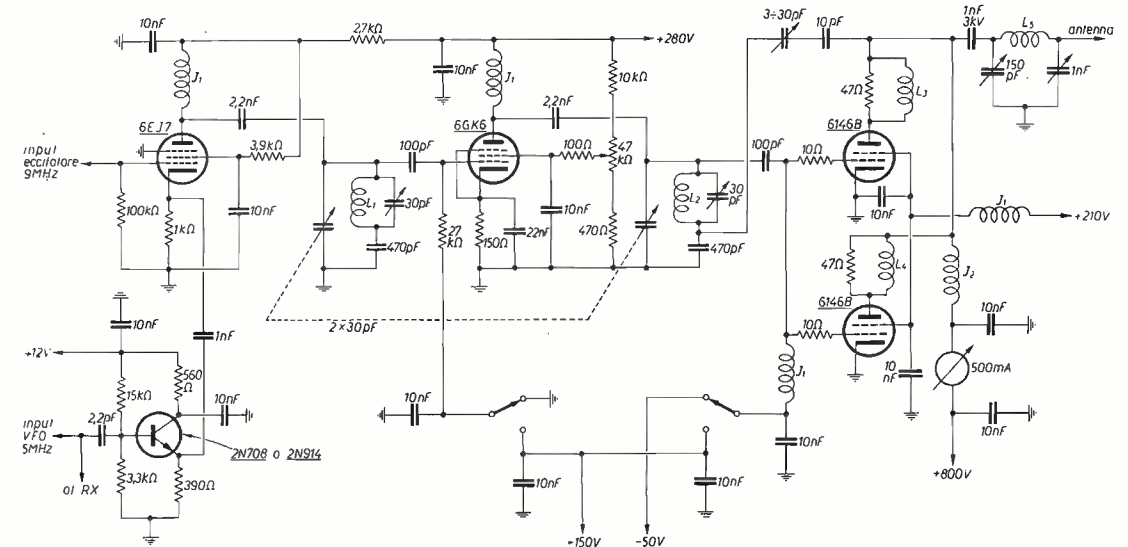 10nF
2,7kΩ
+280V
3÷30pF
10pF
1nF
3kV
L5
antenna
J1
10nF
J1
10kΩ
150
pF
1nF
2,2nF
2,2nF
47Ω
L3
6EJ7
6GK6
6146B
input
eccitatore
9MHz
3,9kΩ
100pF
100Ω
47
kΩ
100pF
10Ω
100kΩ
10nF
L1
30pF
10nF
L2
30
pF
10nF
J1
+210V
1kΩ
27
kΩ
150Ω
22nF
470Ω
470pF
470pF
47Ω
L4
J2
6146B
2×30pF
10nF
1nF
10Ω
10nF
+12V
560
Ω
J1
10
nF
500mA
15kΩ
10nF
10nF
input
VFO
5MHz
2,2pF
10nF
10nF
2N708 o 2N914
+800V
3,3kΩ
390Ω
al RX
10nF
10nF
+150V
-50V